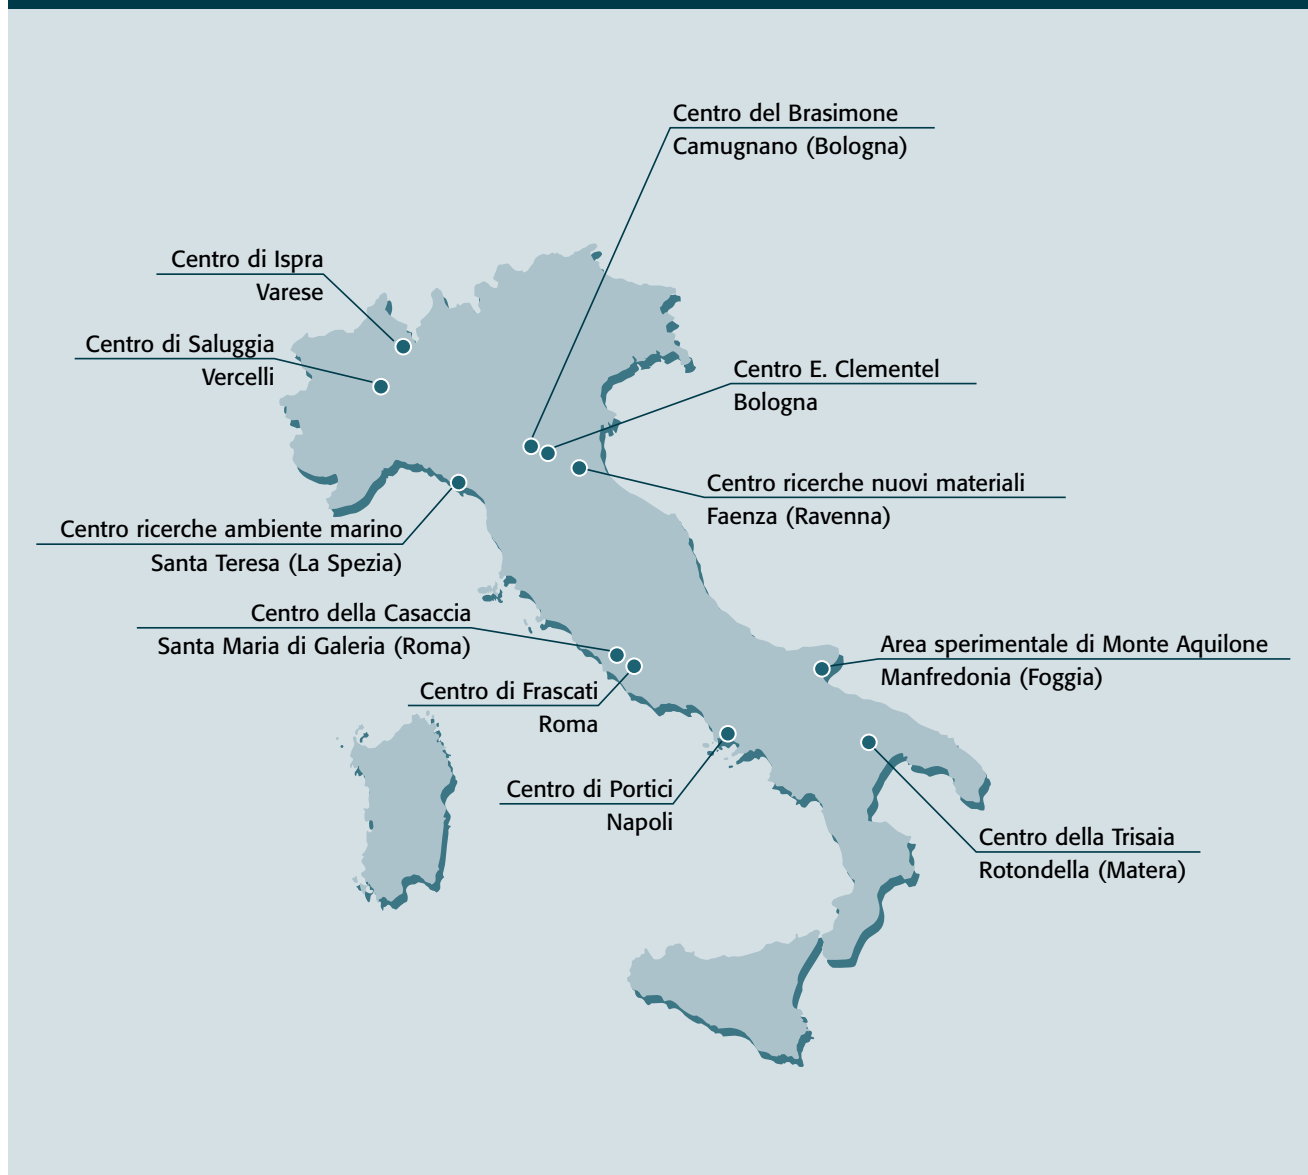 Centro del Brasimone
Camugnano (Bologna)
Centro di Ispra
Varese
Centro di Saluggia
Vercelli
Centro E. Clementel
Bologna
Centro ricerche nuovi materiali
Faenza (Ravenna)
Centro ricerche ambiente marino
Santa Teresa (La Spezia)
Centro della Casaccia
Santa Maria di Galeria (Roma)
Area sperimentale di Monte Aquilone
Manfredonia (Foggia)
Centro di Frascati
Roma
Centro di Portici
Napoli
Centro della Trisaia
Rotondella (Matera)